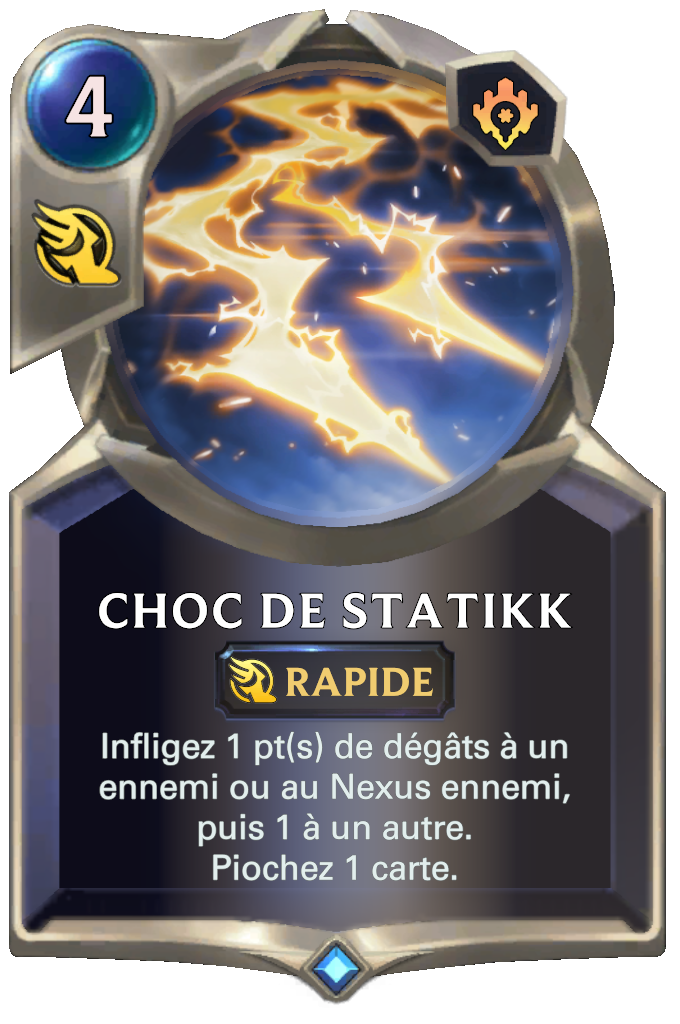 4
CHOC DE STATIKK
RAPIDE
Infligez 1 pt(s) de dégâts à un
ennemi ou au Nexus ennemi,
puis 1 à un autre.
Piochez 1 carte.